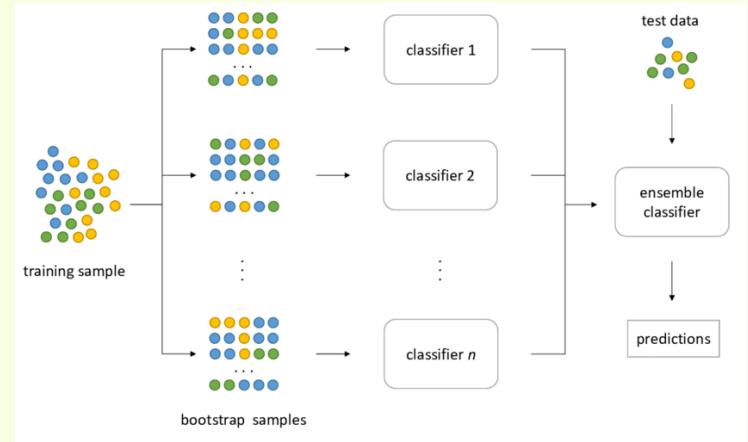 test data
classifier 1
...
classifier 2
ensemble
classifier
...
training sample
predictions
classifier n
...
bootstrap samples